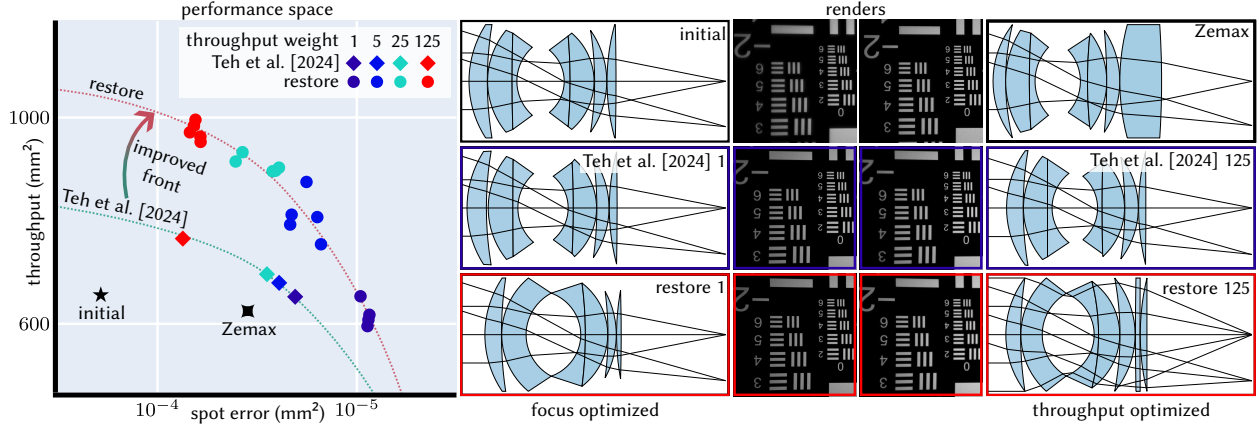 performance space
renders
throughput weight 1 5 25 125
Teh et al. [2024]
restore
restore
improved
front
Teh et al. [2024]
initial
Zemax
1000
600
throughput (mm²)
10⁻⁴
10⁻⁵
spot error (mm²)
initial
Zemax
Teh et al. [2024] 1
Teh et al. [2024] 125
restore 1
restore 125
focus optimized
throughput optimized